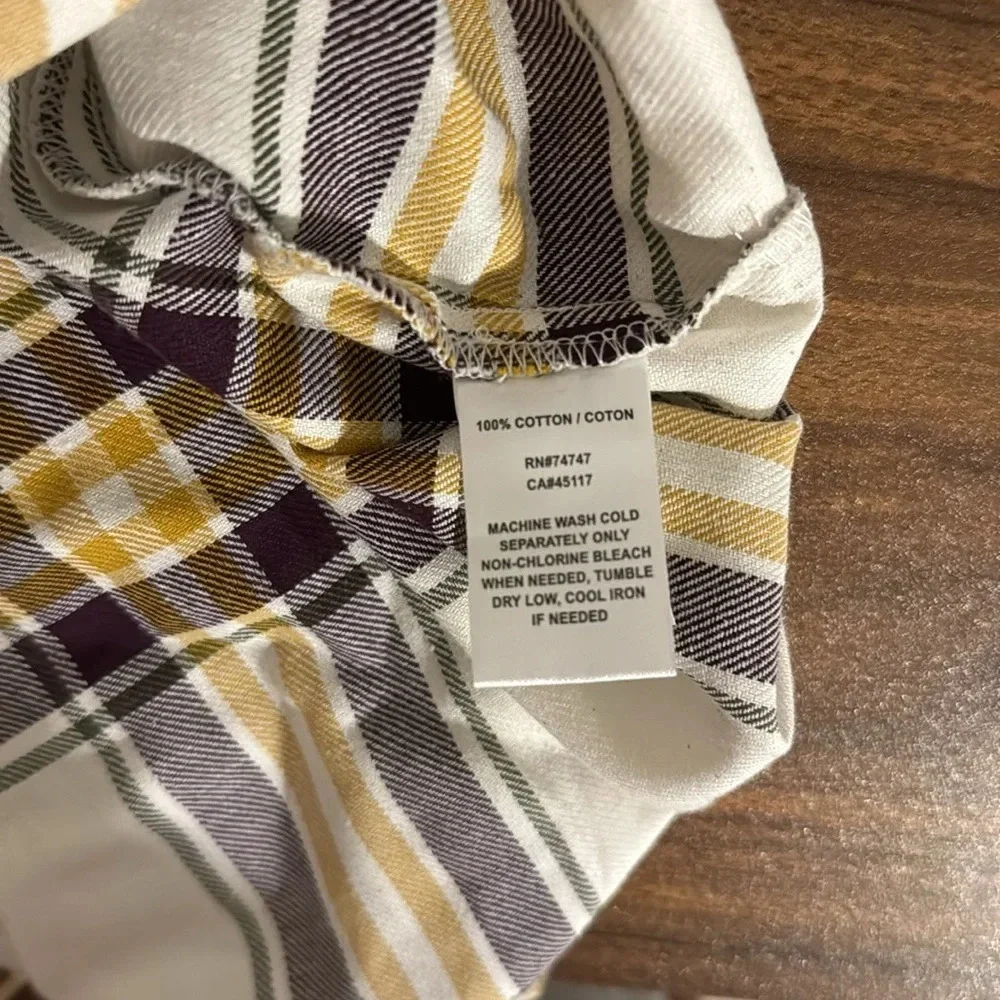 100% COTTON / COTON
RN#74747
CA#45117
MACHINE WASH COLD
SEPARATELY ONLY
NON-CHLORINE BLEACH
WHEN NEEDED, TUMBLE
DRY LOW, COOL IRON
IF NEEDED